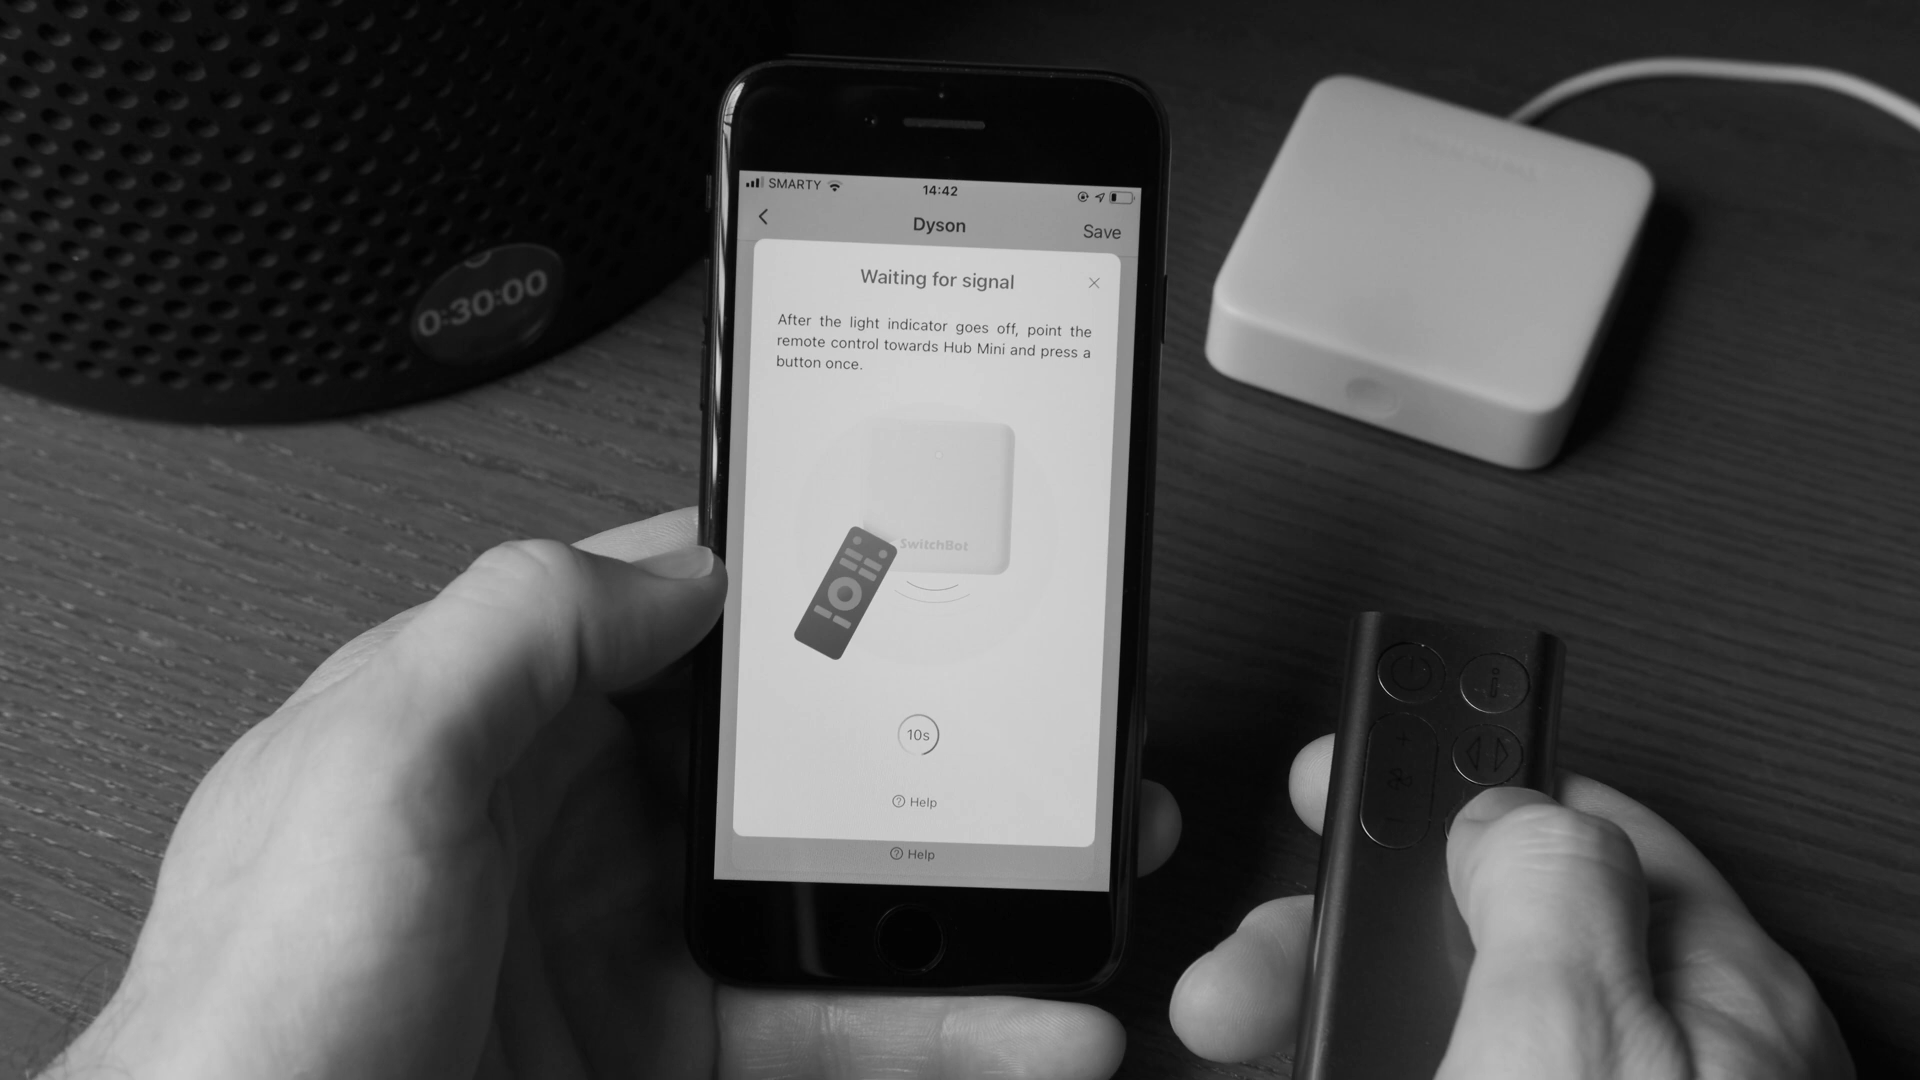 SMARTY
14:42
Dyson
Save
Waiting for signal
After the light indicator goes off, point the
remote control towards Hub Mini and press a
button once.
SwitchBot
10s
Help
Help
0:30:00